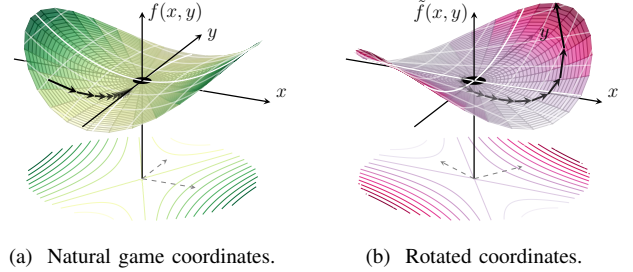 f(x, y)
y
x
(a) Natural game coordinates.
f̃(x, y)
y
x
(b) Rotated coordinates.